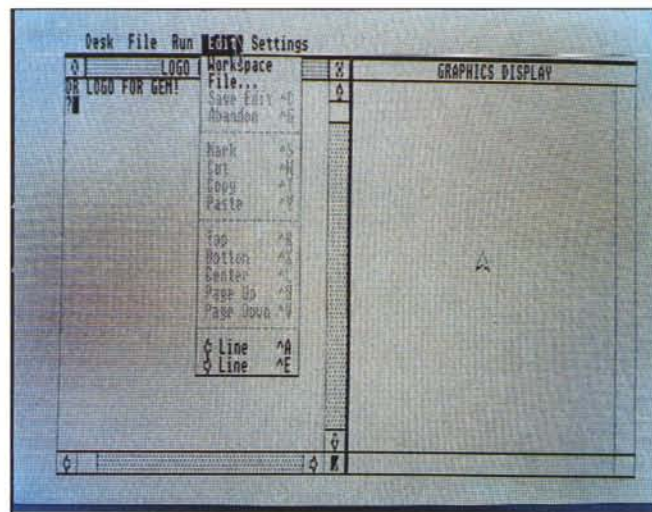 Desk File Run EDIT Settings
LOGO
GRAPHICS DISPLAY
DR LOGO FOR GEM!
?
Workspace
File...
Save Edit ^C
Abandon ^G
Mark ^S
Cut
Copy ^T
Paste ^Y
Top ^R
Bottom ^X
Center ^L
Page Up
Page Down ^V
Line ^A
Line ^E